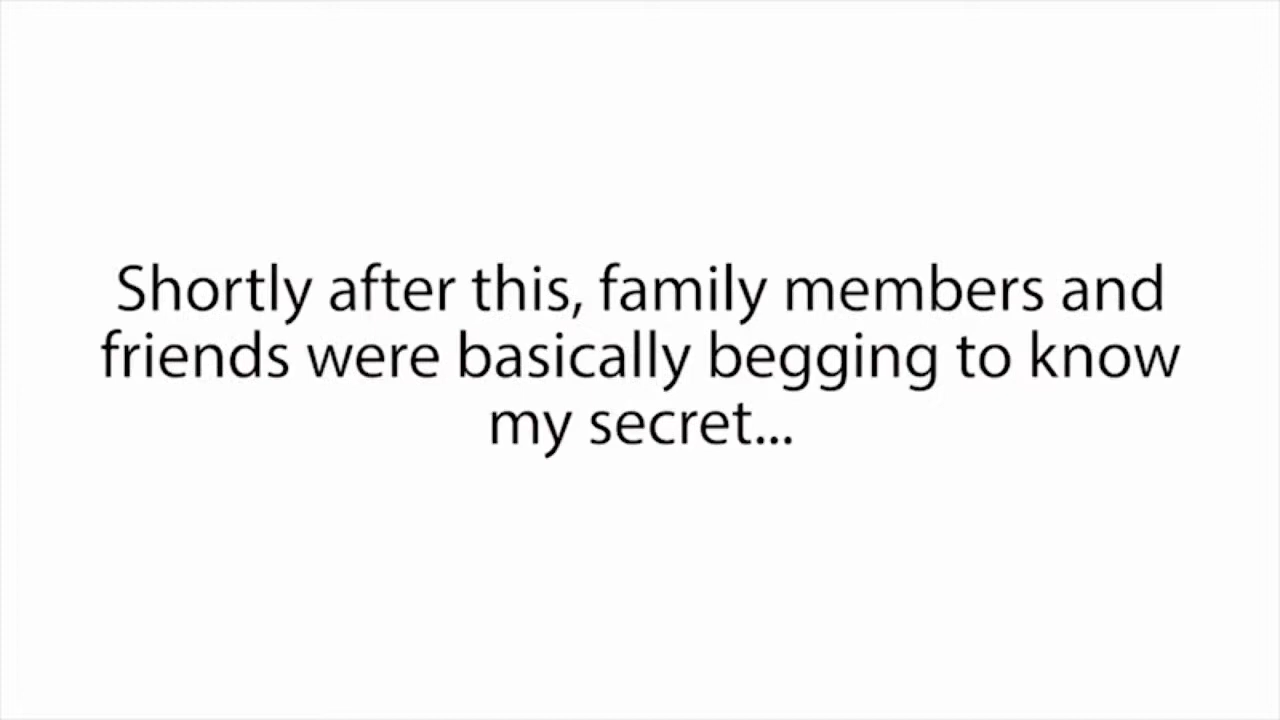 Shortly after this, family members and
friends were basically begging to know
my secret...